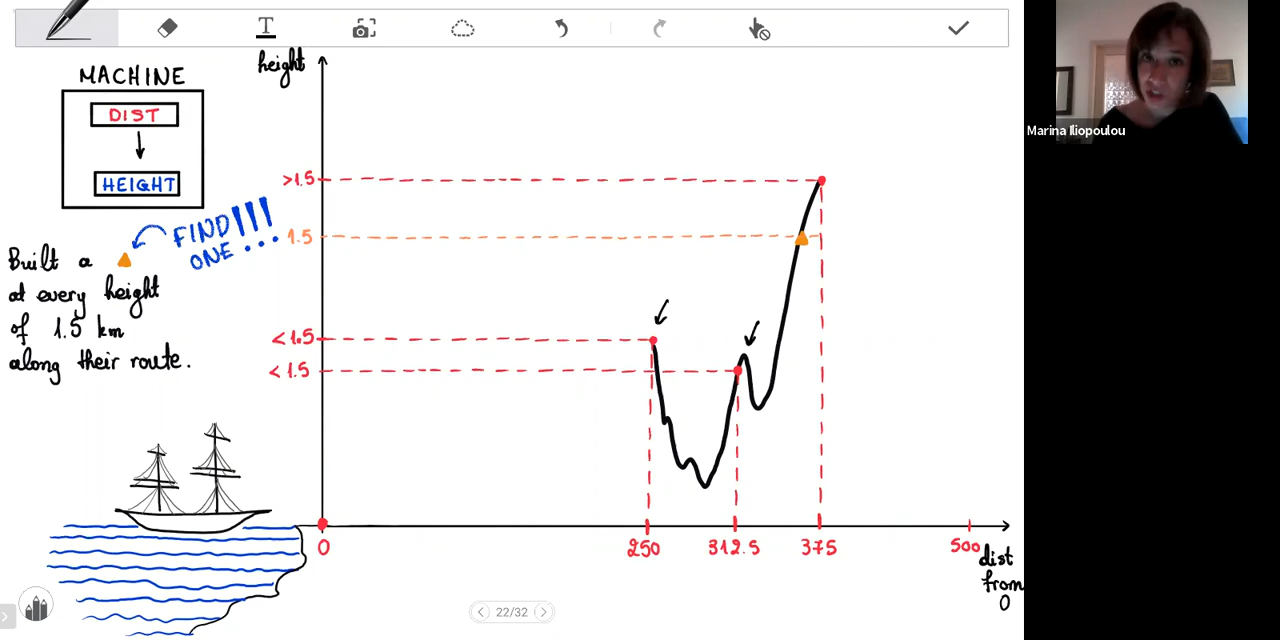 T
MACHINE
DIST
HEIGHT
FIND!!!
ONE...
Built a
at every height
of 1.5 km
along their route.
height
>1.5
1.5
<1.5
<1.5
0
250
312.5
375
500
dist
from
0
22/32
Marina Iliopoulou